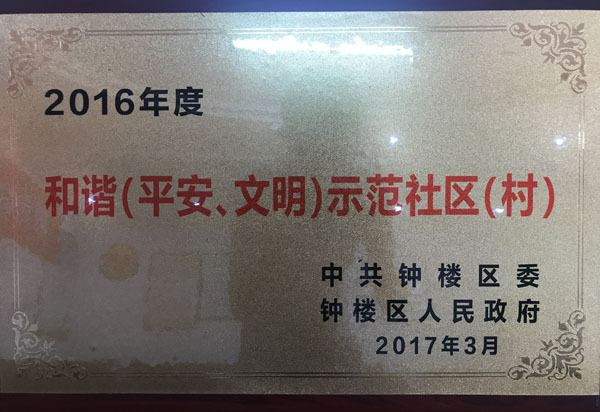 2016年度
和谐(平安、文明)示范社区(村)
中共钟楼区委
钟楼区人民政府
2017年3月